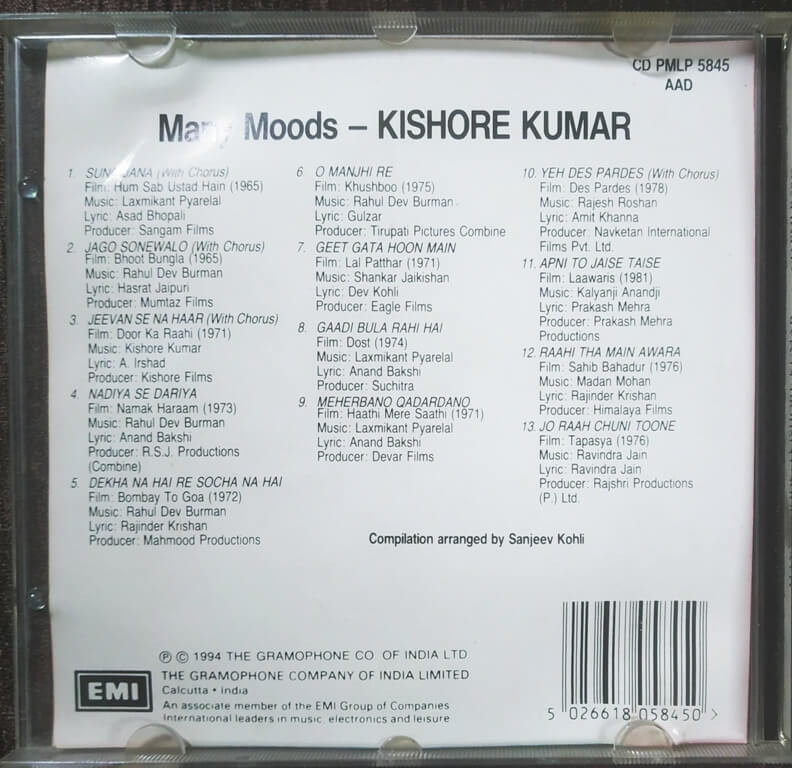 CD PMLP 5845
AAD
Many Moods – KISHORE KUMAR
1. JANA (With Chorus)
Film: Hum Sab Ustad Hain (1965)
Music: Laxmikant Pyarelal
Lyric: Asad Bhopali
Producer: Sangam Films
2. JAGO SONEWALO (With Chorus)
Film: Bhoot Bungla (1965)
Music: Rahul Dev Burman
Lyric: Hasrat Jaipuri
Producer: Mumtaz Films
3. JEEVAN SE NA HAAR (With Chorus)
Film: Door Ka Raahi (1971)
Music: Kishore Kumar
Lyric: A. Irshad
Producer: Kishore Films
4. NADIYA SE DARIYA
Film: Namak Haraam (1973)
Music: Rahul Dev Burman
Lyric: Anand Bakshi
Producer: R.S.J. Productions
(Combine)
5. DEKHA NA HAI RE SOCHA NA HAI
Film: Bombay To Goa (1972)
Music: Rahul Dev Burman
Lyric: Rajinder Krishan
Producer: Mahmood Productions
6. O MANJHI RE
Film: Khushboo (1975)
Music: Rahul Dev Burman
Lyric: Gulzar
Producer: Tirupati Pictures Combine
7. GEET GATA HOON MAIN
Film: Lal Patthar (1971)
Music: Shankar Jaikishan
Lyric: Dev Kohli
Producer: Eagle Films
8. GAADI BULA RAHI HAI
Film: Dost (1974)
Music: Laxmikant Pyarelal
Lyric: Anand Bakshi
Producer: Suchitra
9. MEHERBANO QADARDANO
Film: Haathi Mere Saathi (1971)
Music: Laxmikant Pyarelal
Lyric: Anand Bakshi
Producer: Devar Films
10. YEH DES PARDES (With Chorus)
Film: Des Pardes (1978)
Music: Rajesh Roshan
Lyric: Amit Khanna
Producer: Navketan International
Films Pvt. Ltd.
11. APNI TO JAISE TAISE
Film: Laawaris (1981)
Music: Kalyanji Anandji
Lyric: Prakash Mehra
Producer: Prakash Mehra
Productions
12. RAAHI THA MAIN AWARA
Film: Sahib Bahadur (1976)
Music: Madan Mohan
Lyric: Rajinder Krishan
Producer: Himalaya Films
13. JO RAAH CHUNI TOONE
Film: Tapasya (1976)
Music: Ravindra Jain
Lyric: Ravindra Jain
Producer: Rajshri Productions
(P.) Ltd.
Compilation arranged by Sanjeev Kohli
℗ © 1994 THE GRAMOPHONE CO. OF INDIA LTD
THE GRAMOPHONE COMPANY OF INDIA LIMITED
Calcutta • India
An associate member of the EMI Group of Companies
International leaders in music, electronics and leisure
EMI
5 026618 058450 >